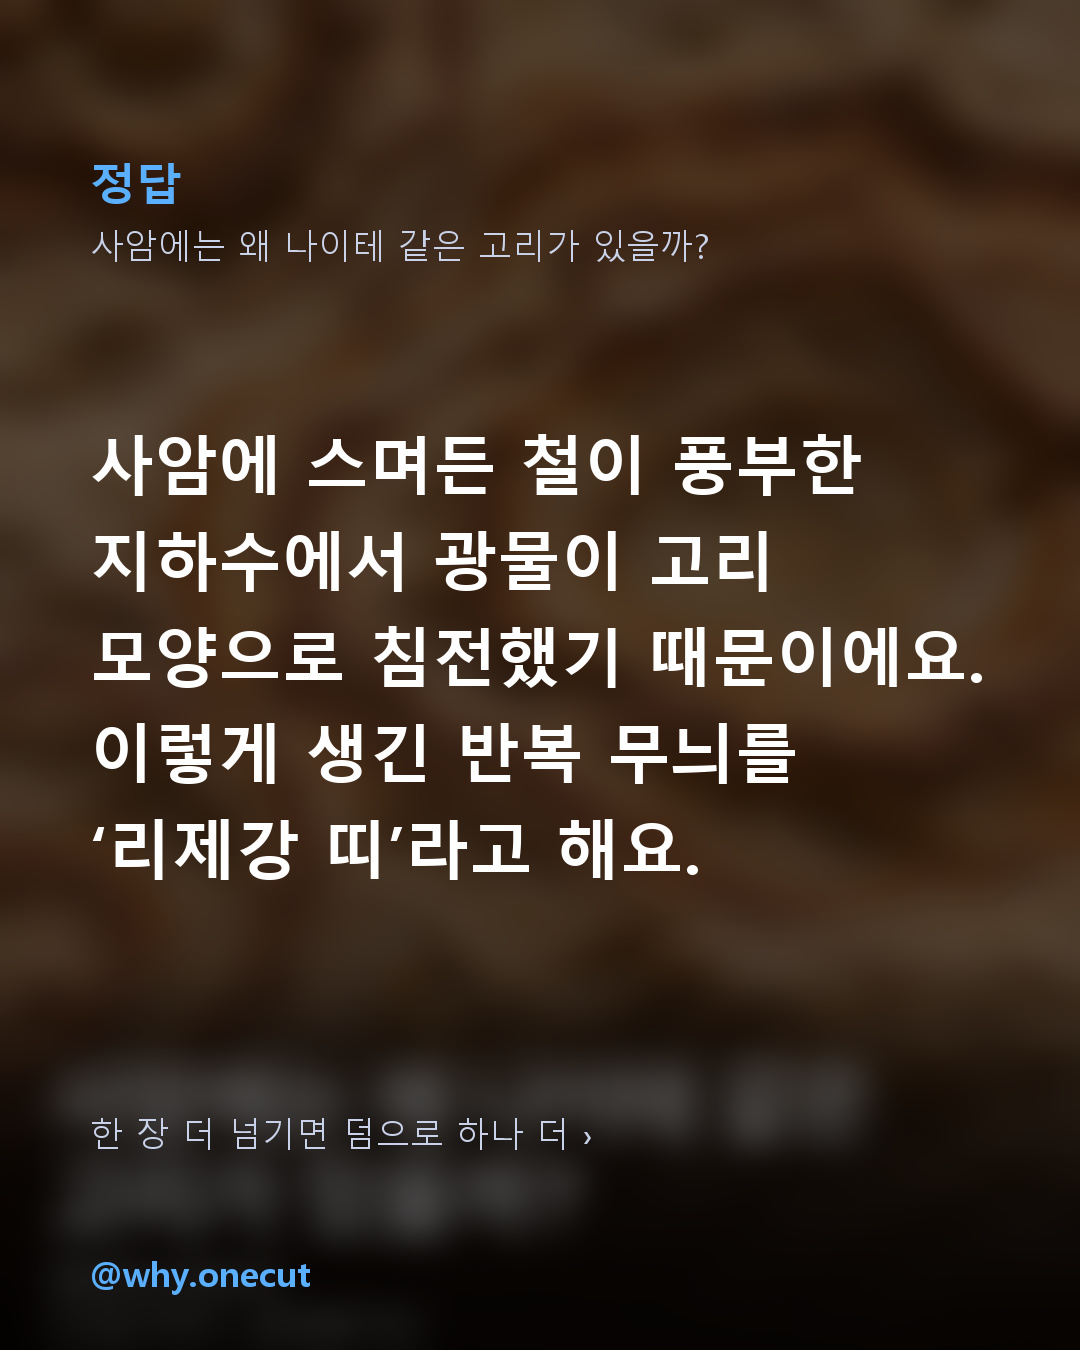 정답
사암에는 왜 나이테 같은 고리가 있을까?
사암에 스며든 철이 풍부한
지하수에서 광물이 고리
모양으로 침전했기 때문이에요.
이렇게 생긴 반복 무늬를
‘리제강 띠’라고 해요.
한 장 더 넘기면 덤으로 하나 더 ›
@why.onecut